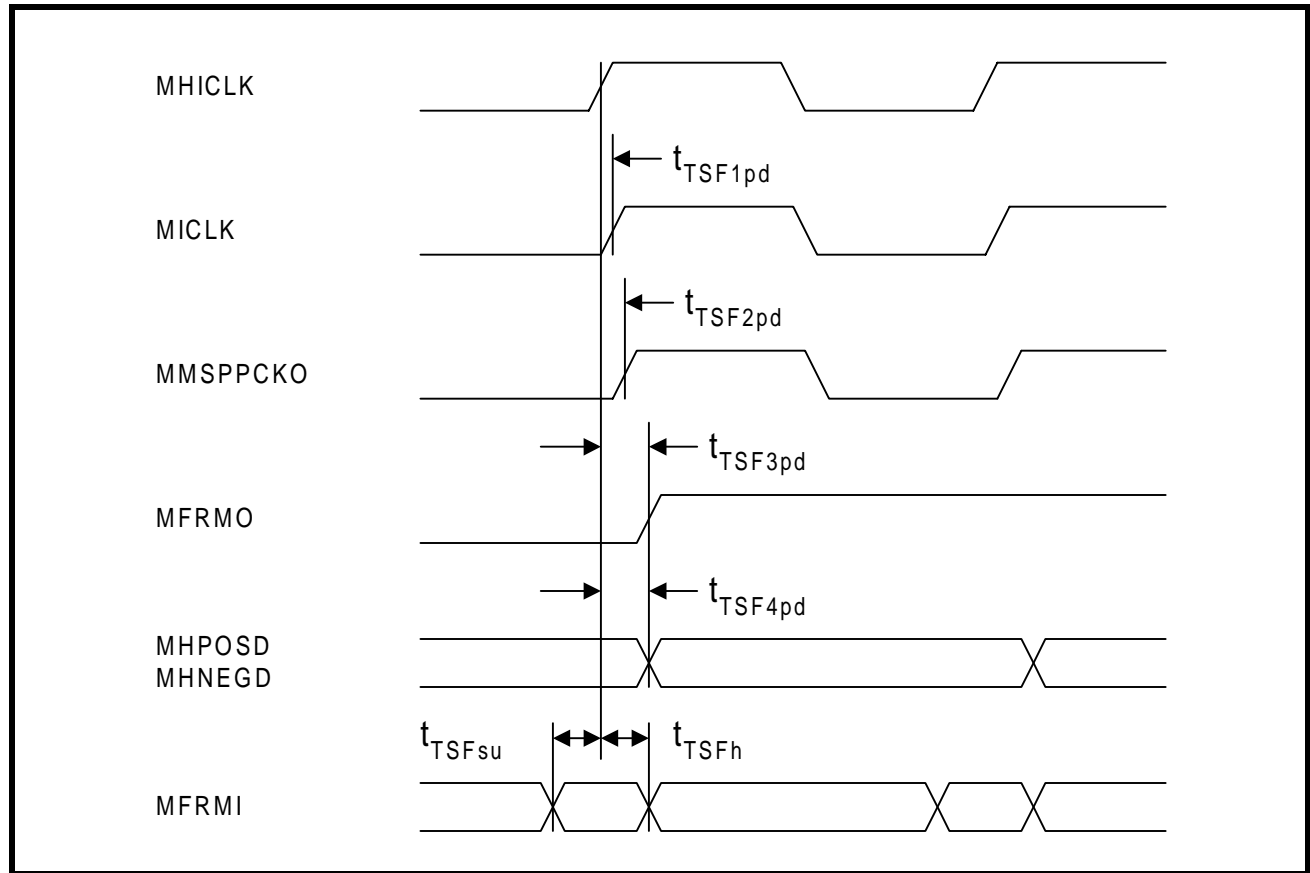 MHICLK
tTSF1pd
MICLK
tTSF2pd
MMSPPCKO
tTSF3pd
MFRMO
tTSF4pd
MHPOSD
MHNEGD
tTSFsu tTSFh
MFRMI